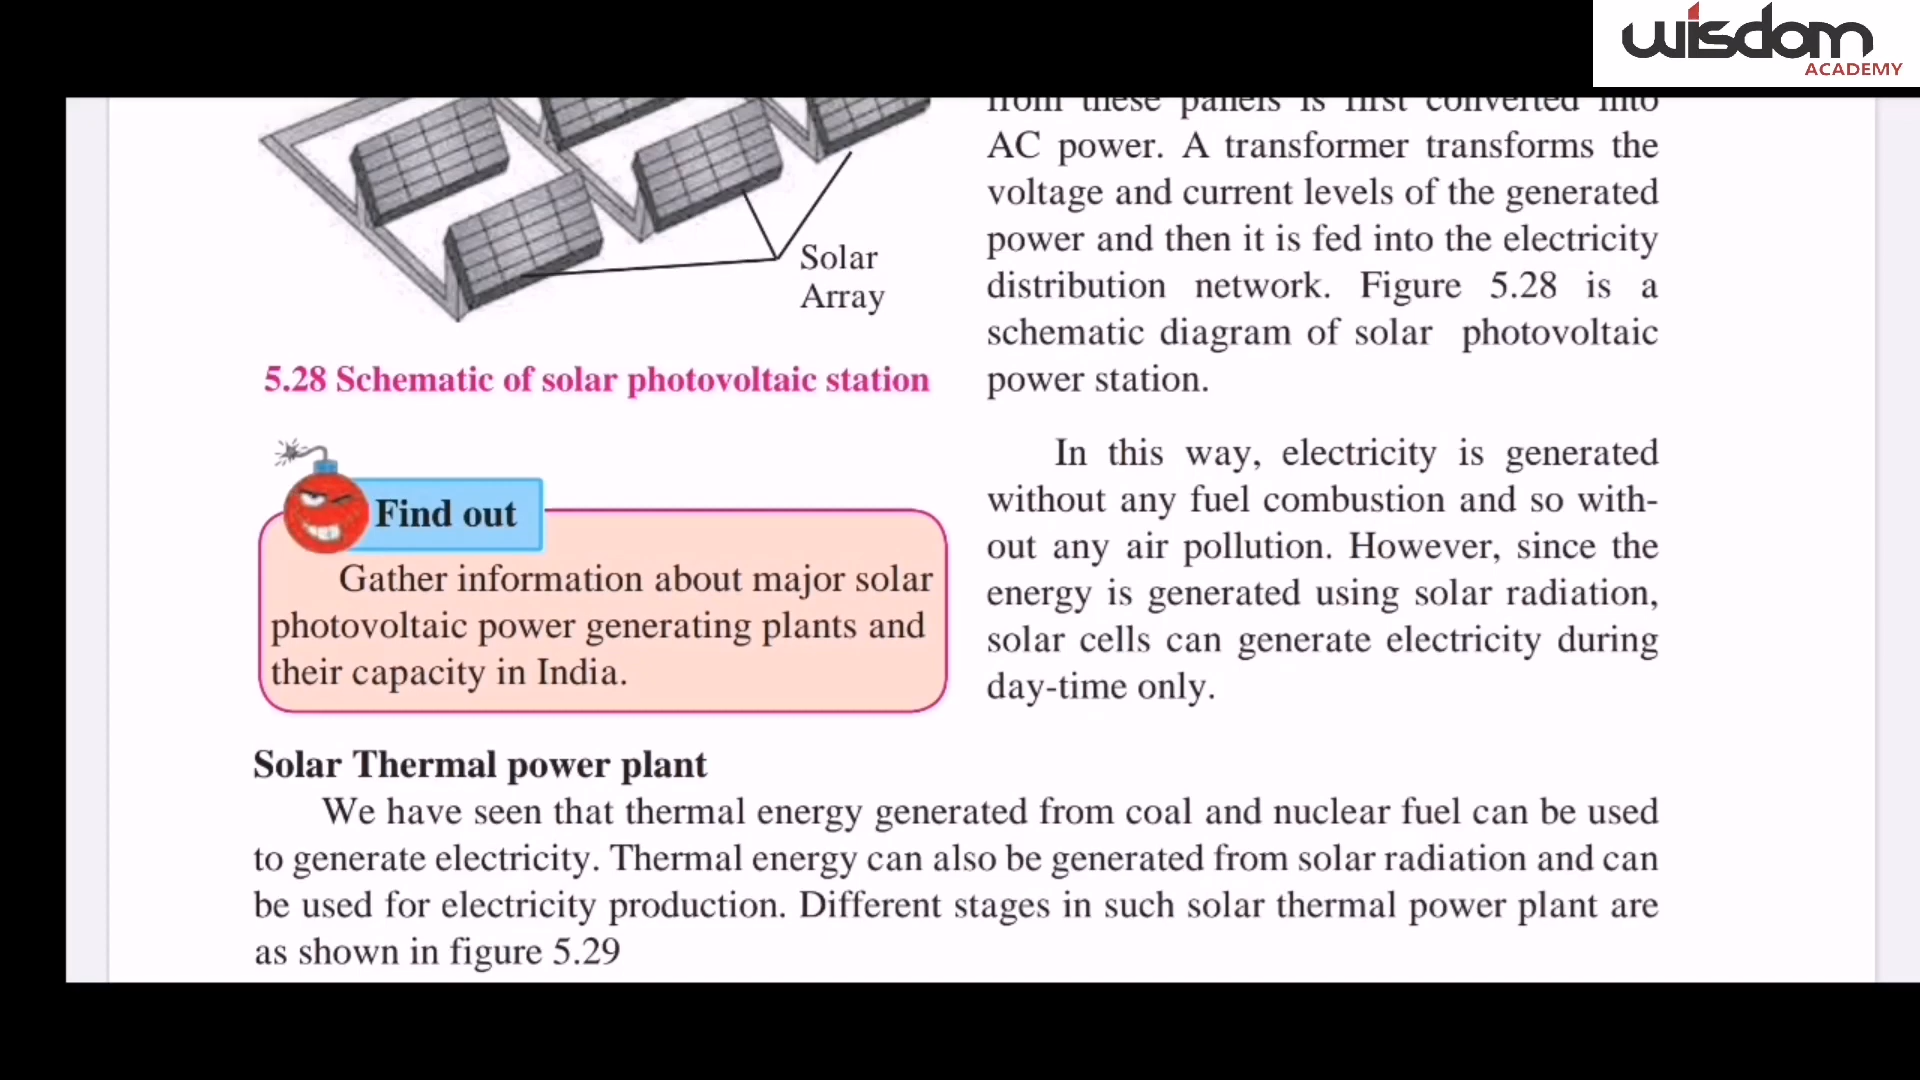 wisdom
ACADEMY
from these panels is first converted into
AC power. A transformer transforms the
voltage and current levels of the generated
power and then it is fed into the electricity
distribution network. Figure 5.28 is a
schematic diagram of solar photovoltaic
power station.
Solar
Array
5.28 Schematic of solar photovoltaic station
Find out
Gather information about major solar
photovoltaic power generating plants and
their capacity in India.
In this way, electricity is generated
without any fuel combustion and so with-
out any air pollution. However, since the
energy is generated using solar radiation,
solar cells can generate electricity during
day-time only.
Solar Thermal power plant
We have seen that thermal energy generated from coal and nuclear fuel can be used
to generate electricity. Thermal energy can also be generated from solar radiation and can
be used for electricity production. Different stages in such solar thermal power plant are
as shown in figure 5.29